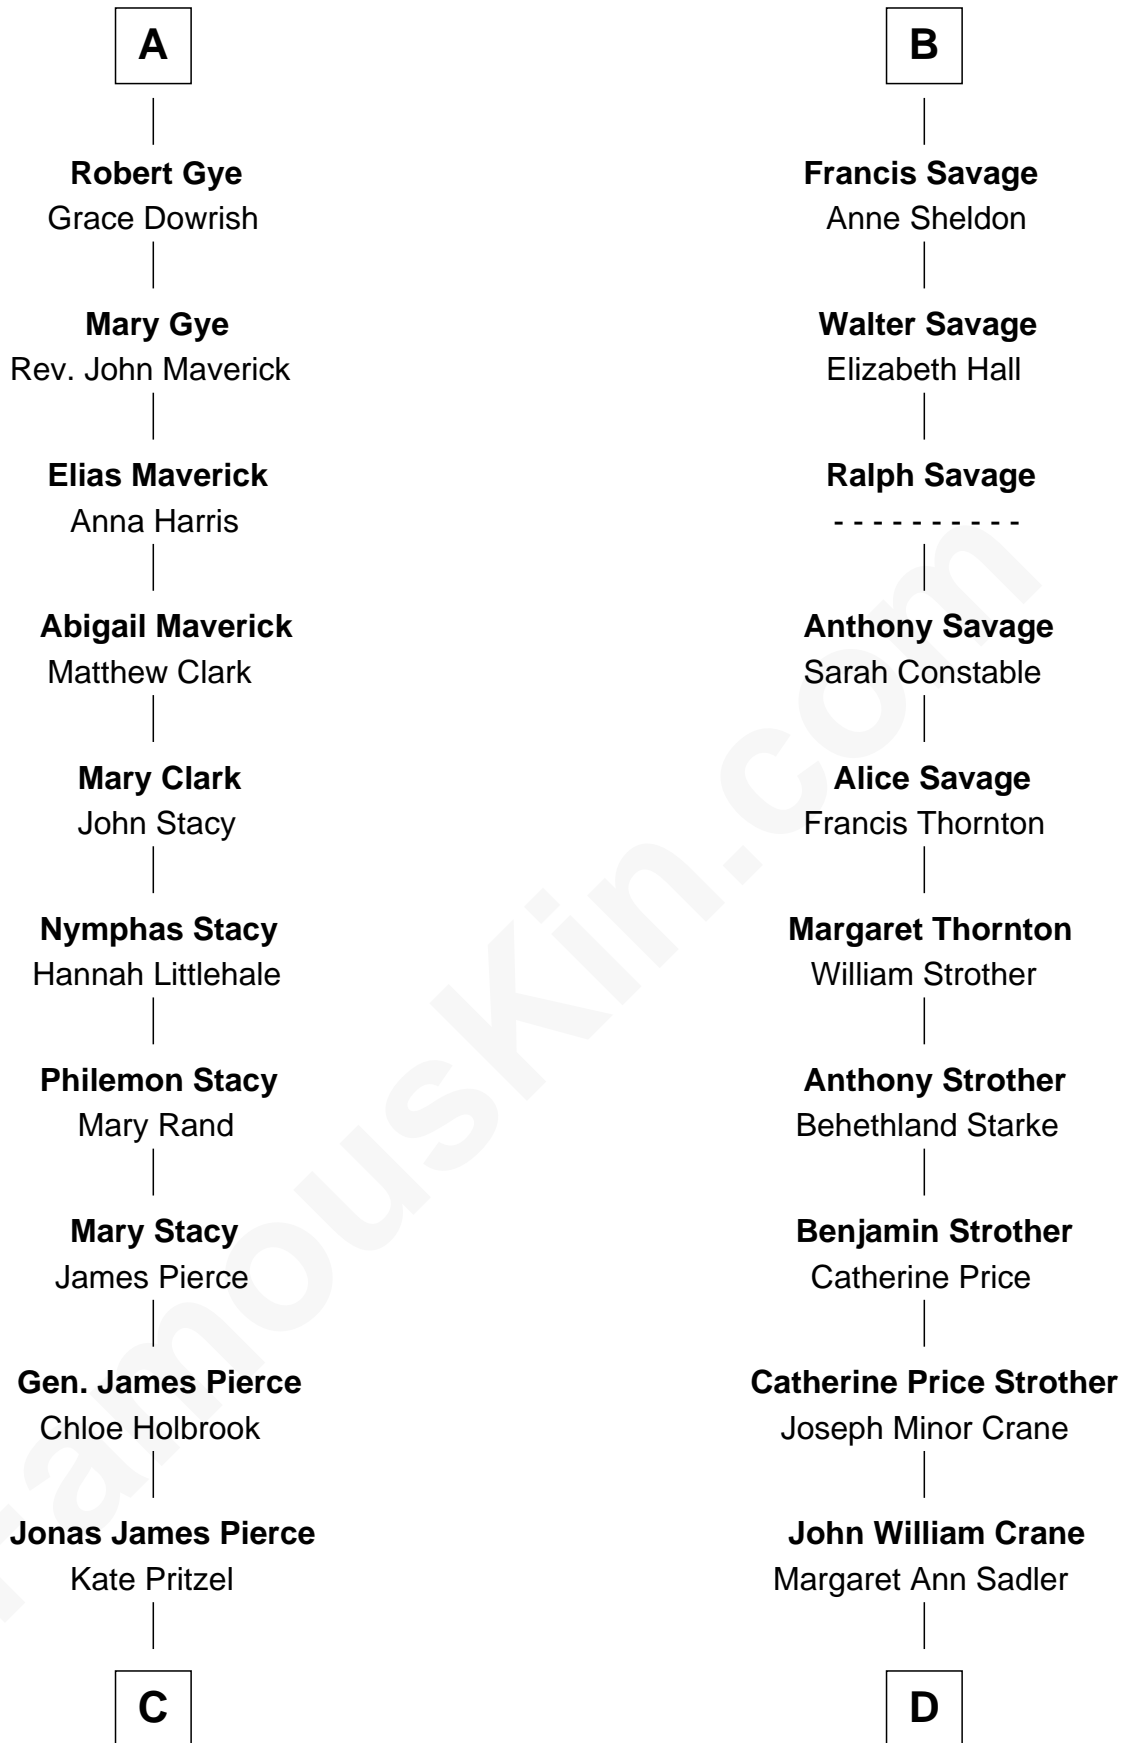 A
Robert Gye
Grace Dowrish
Mary Gye
Rev. John Maverick
Elias Maverick
Anna Harris
Abigail Maverick
Matthew Clark
Mary Clark
John Stacy
Nymphas Stacy
Hannah Littlehale
Philemon Stacy
Mary Rand
Mary Stacy
James Pierce
Gen. James Pierce
Chloe Holbrook
Jonas James Pierce
Kate Pritzel
C
B
Francis Savage
Anne Sheldon
Walter Savage
Elizabeth Hall
Ralph Savage
- - - - - - - - - -
Anthony Savage
Sarah Constable
Alice Savage
Francis Thornton
Margaret Thornton
William Strother
Anthony Strother
Behethland Starke
Benjamin Strother
Catherine Price
Catherine Price Strother
Joseph Minor Crane
John William Crane
Margaret Ann Sadler
D
FamousKin.com